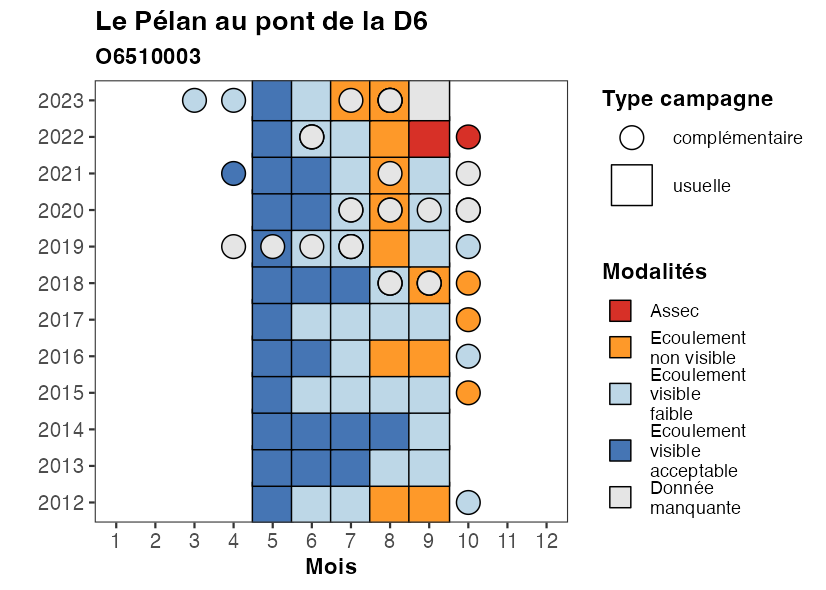 Le Pélan au pont de la D6
O6510003
2023
2022
2021
2020
2019
2018
2017
2016
2015
2014
2013
2012
1 2 3 4 5 6 7 8 9 10 11 12
Mois
Type campagne
complémentaire
usuelle
Modalités
Assec
Ecoulement
non visible
Ecoulement
visible
faible
Ecoulement
visible
acceptable
Donnée
manquante